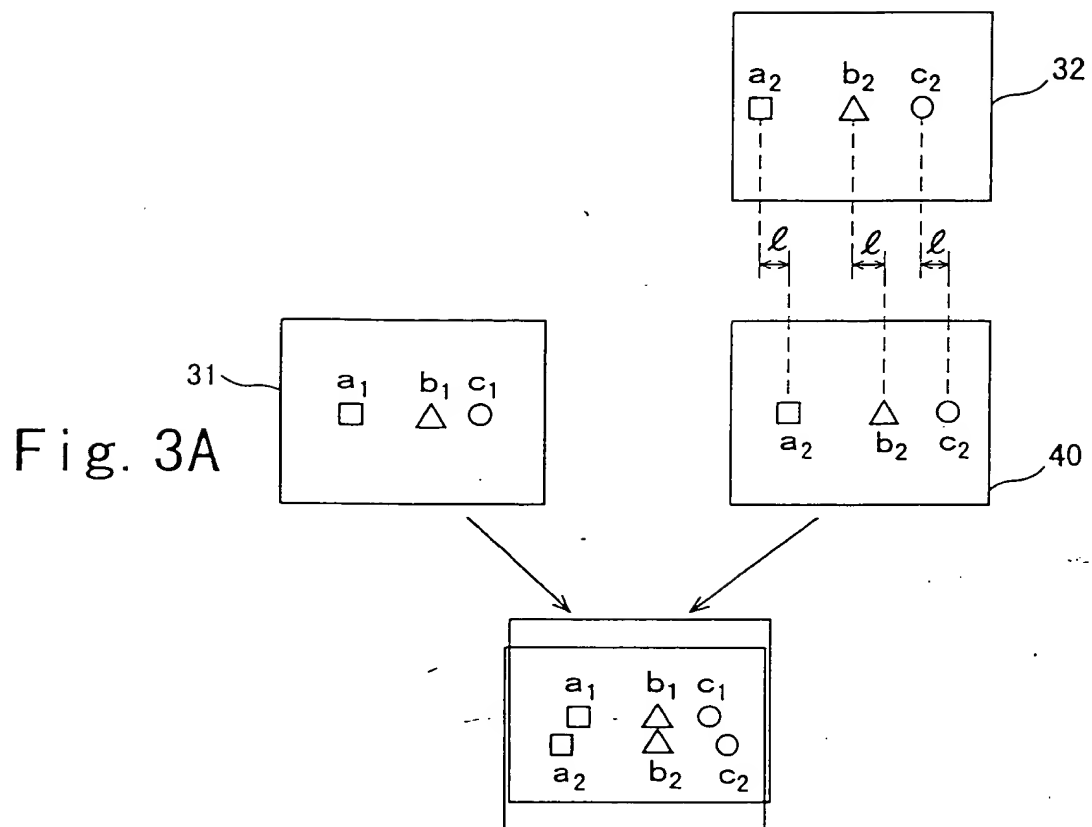 a₂ b₂ c₂
32
ℓ ℓ ℓ
31
a₁ b₁ c₁
Fig. 3A
a₂ b₂ c₂
40
a₁ b₁ c₁
a₂ b₂ c₂